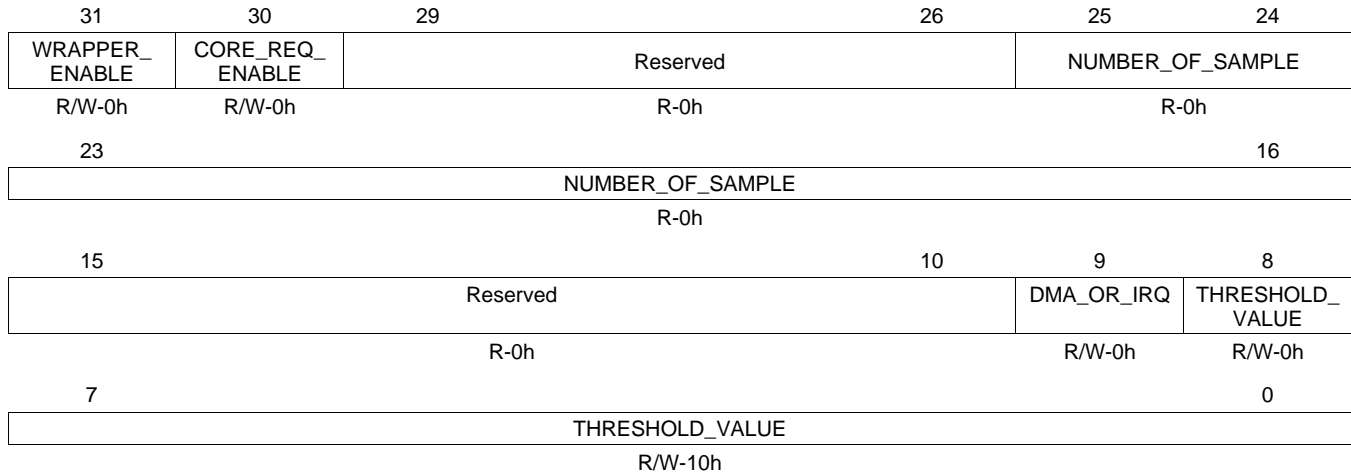 31 30 29 26 25 24
WRAPPER_ CORE_REQ_ Reserved NUMBER_OF_SAMPLE
ENABLE ENABLE
R/W-0h R/W-0h R-0h R-0h
23 16
NUMBER_OF_SAMPLE
R-0h
15 10 9 8
Reserved DMA_OR_IRQ THRESHOLD_
VALUE
R-0h R/W-0h R/W-0h
7 0
THRESHOLD_VALUE
R/W-10h